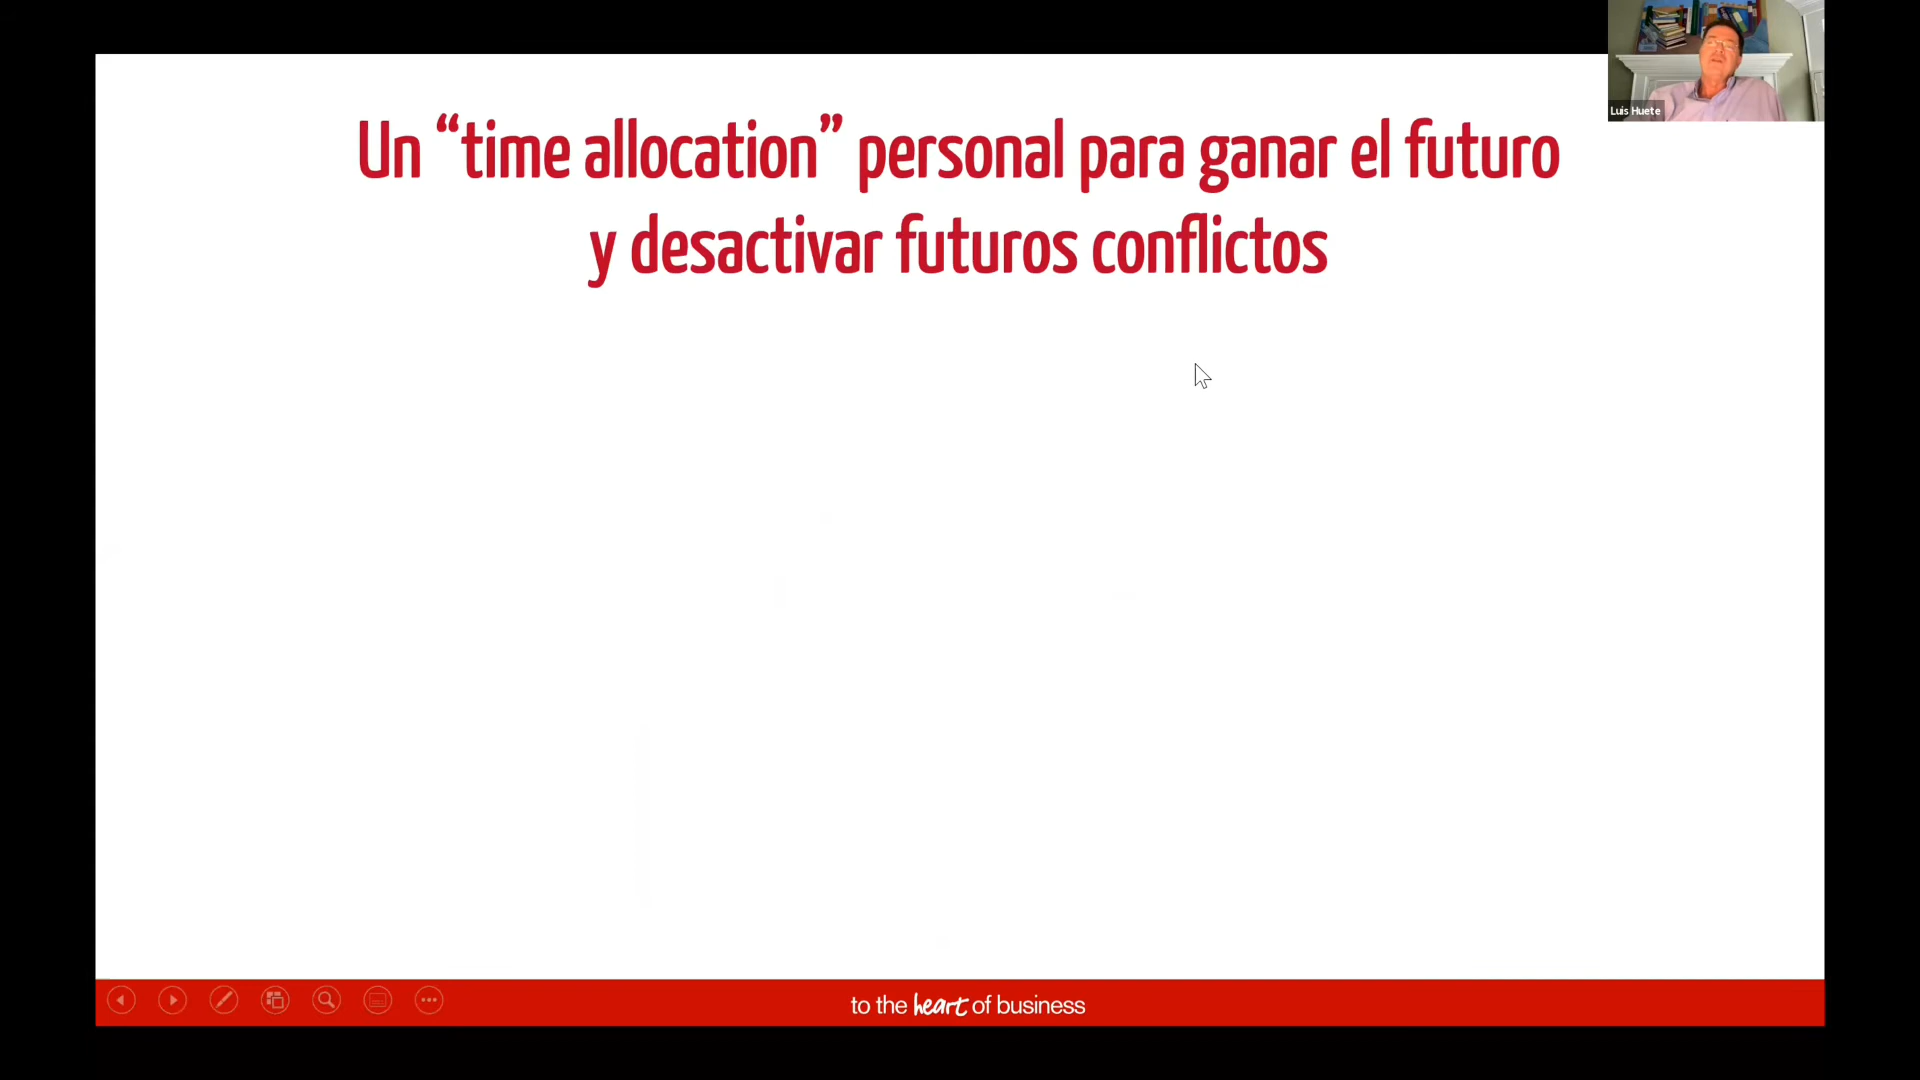 Luis Huete
Un “time allocation” personal para ganar el futuro
y desactivar futuros conflictos
to the heart of business